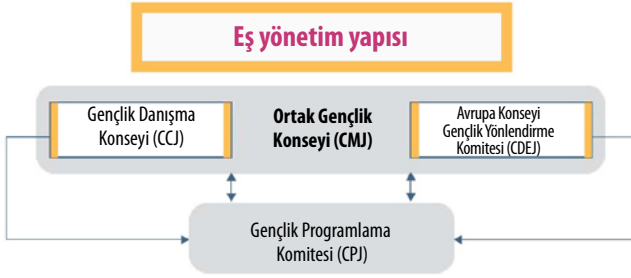 Eş yönetim yapısı
Gençlik Danışma
Konseyi (CCJ)
Ortak Gençlik
Konseyi (CMJ)
Avrupa Konseyi
Gençlik Yönlendirme
Komitesi (CDEJ)
Gençlik Programlama
Komitesi (CPJ)